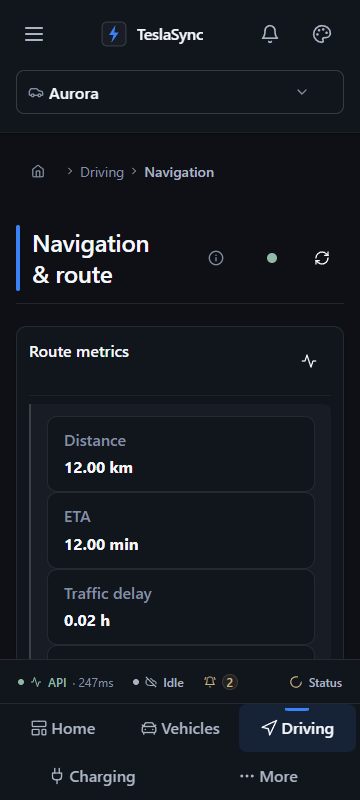 TeslaSync
Aurora
Driving
Navigation
Navigation
& route
Route metrics
Distance
12.00 km
ETA
12.00 min
Traffic delay
0.02 h
API · 247ms
Idle
2
Status
Home
Vehicles
Driving
Charging
More